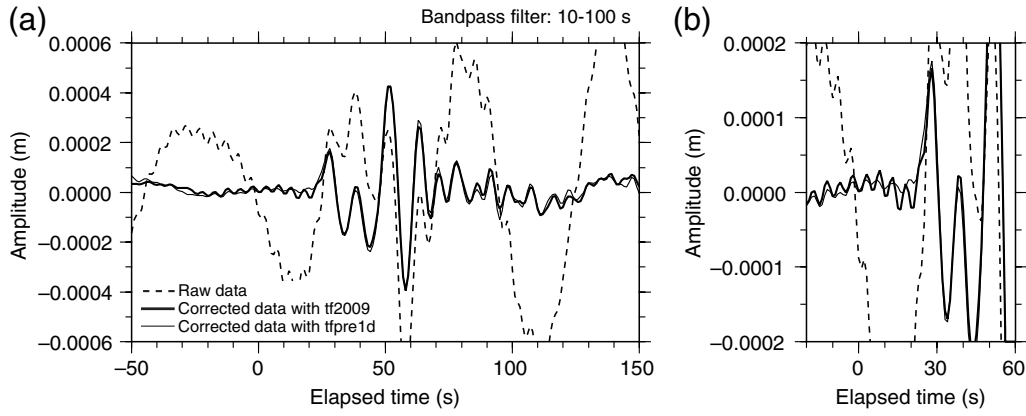 (a)
Bandpass filter: 10-100 s
0.0006
0.0004
0.0002
0.0000
−0.0002
−0.0004
−0.0006
Amplitude (m)
Raw data
Corrected data with tf2009
Corrected data with tfpre1d
−50 0 50 100 150
Elapsed time (s)
(b)
0.0002
0.0001
0.0000
−0.0001
−0.0002
Amplitude (m)
0 30 60
Elapsed time (s)